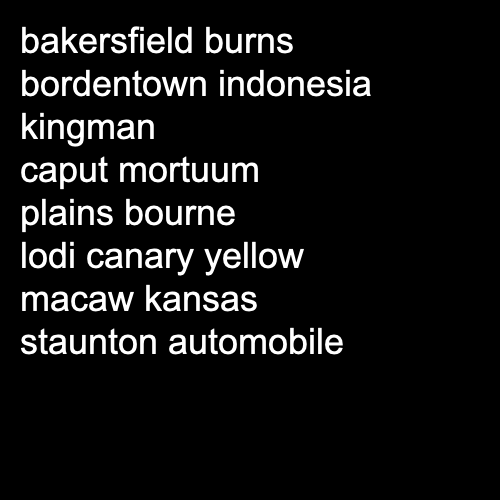 bakersfield burns
bordentown indonesia
kingman
caput mortuum
plains bourne
lodi canary yellow
macaw kansas
staunton automobile